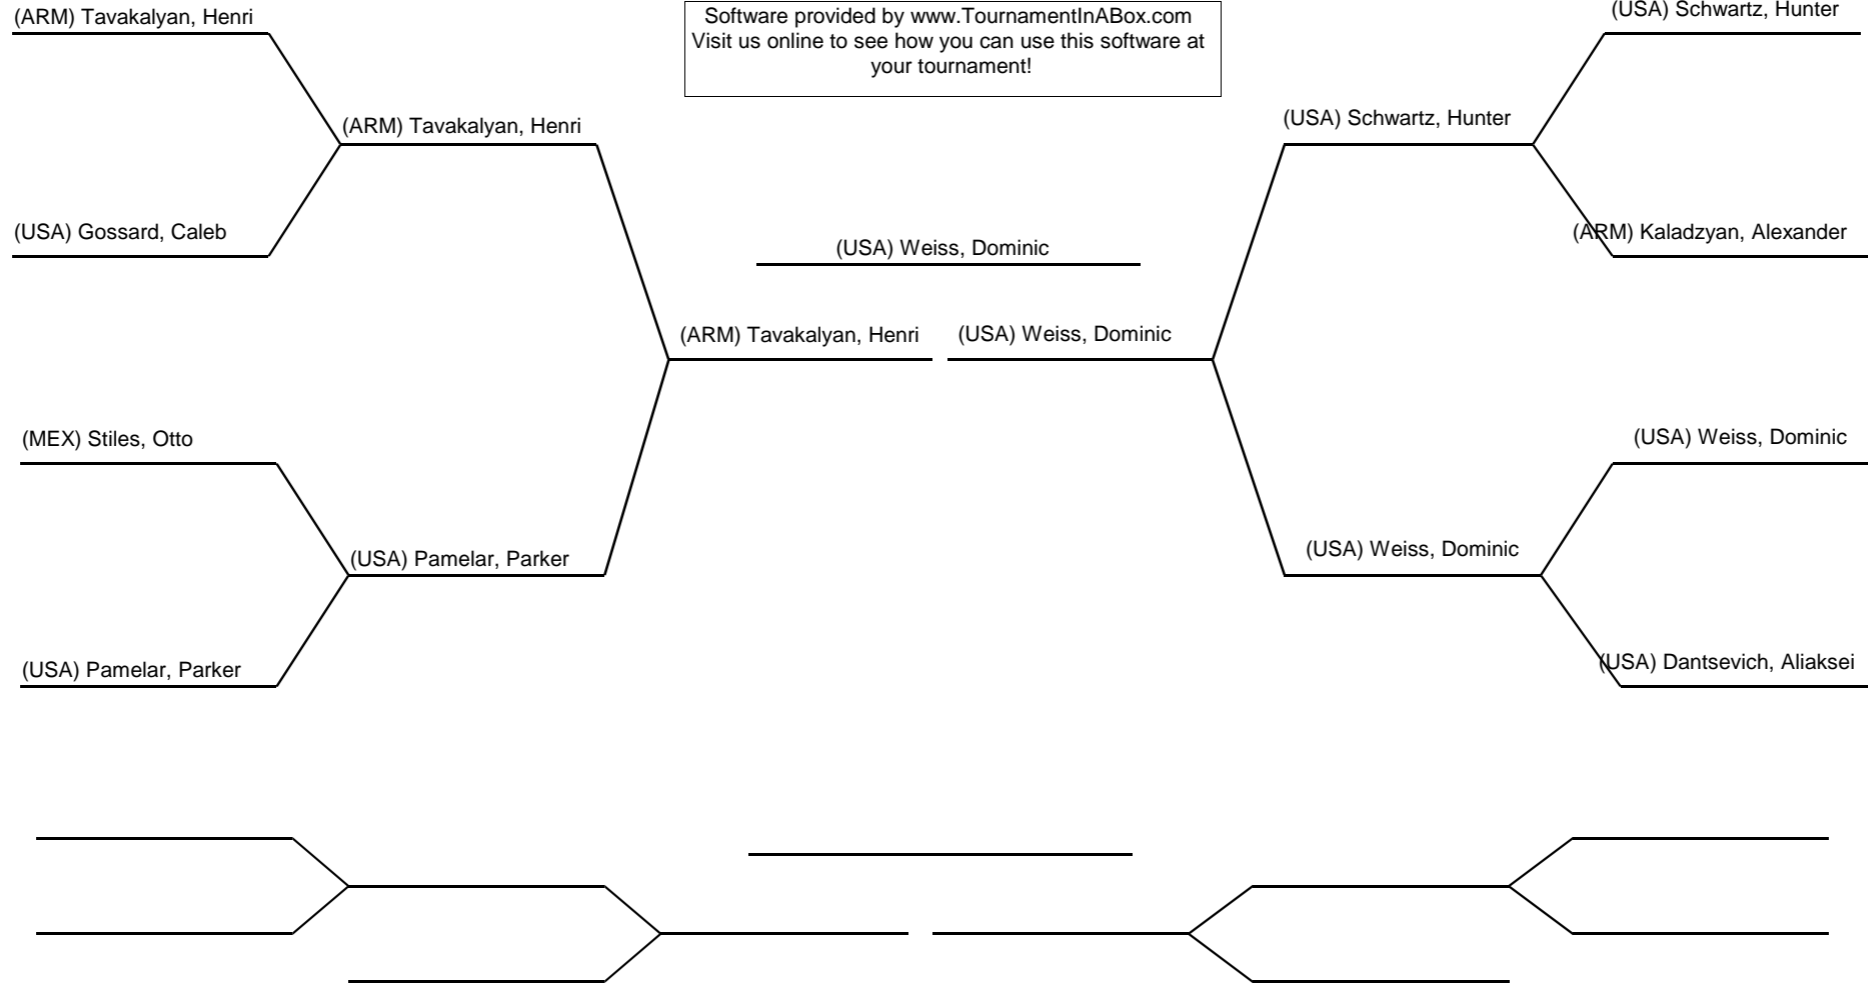 (ARM) Tavakalyan, Henri
Software provided by www.TournamentInABox.com
Visit us online to see how you can use this software at
your tournament!
(USA) Schwartz, Hunter
(ARM) Tavakalyan, Henri
(USA) Schwartz, Hunter
(USA) Gossard, Caleb
(USA) Weiss, Dominic
(ARM) Kaladzyan, Alexander
(ARM) Tavakalyan, Henri
(USA) Weiss, Dominic
(MEX) Stiles, Otto
(USA) Weiss, Dominic
(USA) Pamelar, Parker
(USA) Weiss, Dominic
(USA) Pamelar, Parker
(USA) Dantsevich, Aliaksei